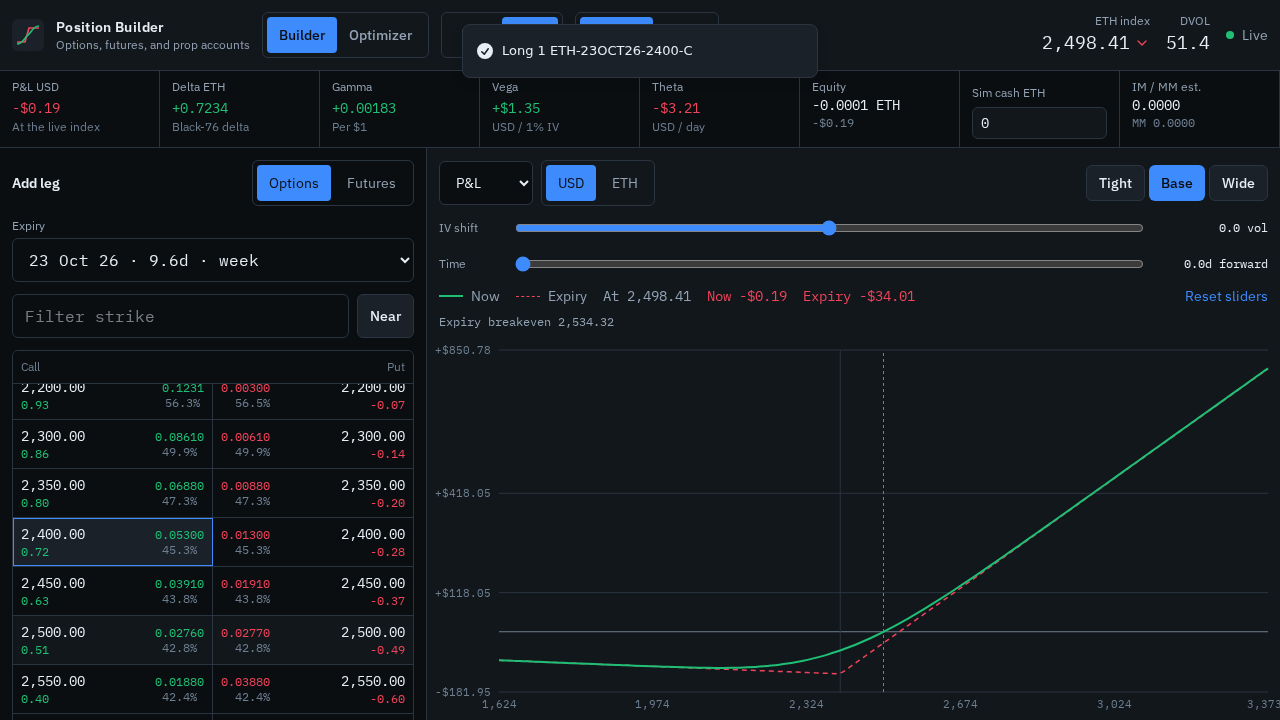 Position Builder
Options, futures, and prop accounts
Builder
Optimizer
Long 1 ETH-23OCT26-2400-C
ETH index
2,498.41
DVOL
51.4
Live
P&L USD
-$0.19
At the live index
Delta ETH
+0.7234
Black-76 delta
Gamma
+0.00183
Per $1
Vega
+$1.35
USD / 1% IV
Theta
-$3.21
USD / day
Equity
-0.0001 ETH
-$0.19
Sim cash ETH
0
IM / MM est.
0.0000
MM 0.0000
Add leg
Options
Futures
Expiry
23 Oct 26 · 9.6d · week
Filter strike
Near
Call
Put
2,200.00 0.1231 0.00300 2,200.00
0.93 56.3% 56.5% -0.07
2,300.00 0.08610 0.00610 2,300.00
0.86 49.9% 49.9% -0.14
2,350.00 0.06880 0.00880 2,350.00
0.80 47.3% 47.3% -0.20
2,400.00 0.05300 0.01300 2,400.00
0.72 45.3% 45.3% -0.28
2,450.00 0.03910 0.01910 2,450.00
0.63 43.8% 43.8% -0.37
2,500.00 0.02760 0.02770 2,500.00
0.51 42.8% 42.8% -0.49
2,550.00 0.01880 0.03880 2,550.00
0.40 42.4% 42.4% -0.60
P&L
USD
ETH
Tight
Base
Wide
IV shift
0.0 vol
Time
0.0d forward
Now
Expiry
At 2,498.41
Now -$0.19
Expiry -$34.01
Reset sliders
Expiry breakeven 2,534.32
+$850.78
+$418.05
+$118.05
-$181.95
1,624
1,974
2,324
2,674
3,024